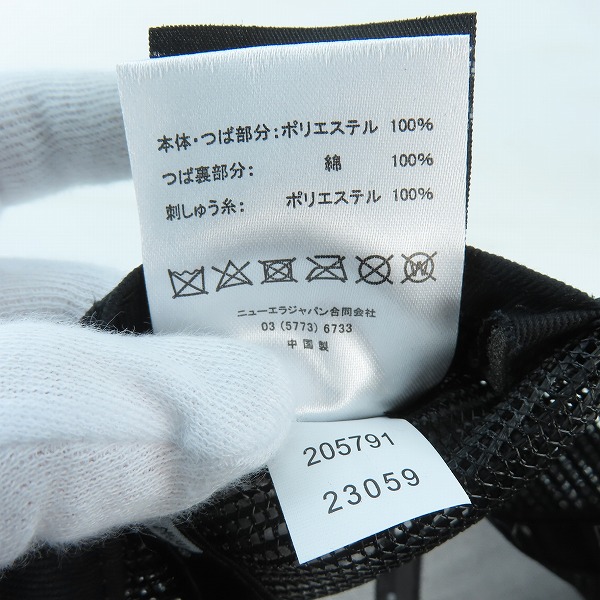 本体・つば部分：ポリエステル 100%
つば裏部分： 綿 100%
刺しゅう糸： ポリエステル 100%
ニューエラジャパン合同会社
03 (5773) 6733
中国製
205791
23059